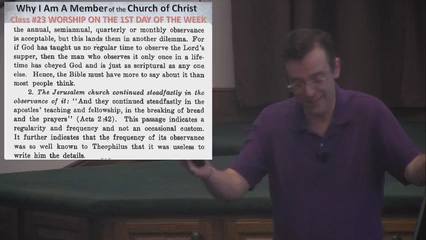 Why I Am A Member of the Church of Christ
Class #23 WORSHIP ON THE 1ST DAY OF THE WEEK
the annual, semiannual, quarterly or monthly observance
is acceptable, but this lands them in another dilemma. For
if God has taught us no regular time to observe the Lord's
supper, then the man who observes it only once in a life-
time has obeyed God and is just as scriptural as any one
else. Hence, the Bible must have more to say about it than
most people think.
2. The Jerusalem church continued steadfastly in the
observance of it: "And they continued steadfastly in the
apostles' teaching and fellowship, in the breaking of bread
and the prayers" (Acts 2:42). This passage indicates a
regularity and frequency and not an occasional custom.
It further indicates that the frequency of its observance
was so well known to Theophilus that it was useless to
write him the details.